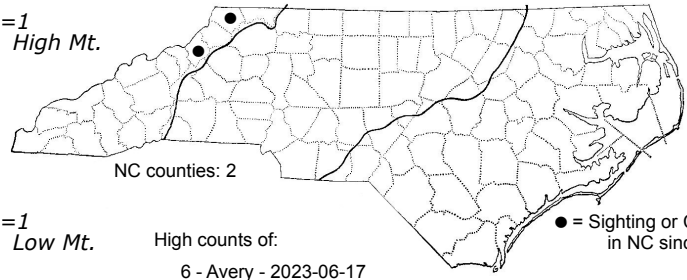 =1
High Mt.
NC counties: 2
=1
Low Mt.
High counts of:
6 - Avery - 2023-06-17
● = Sighting or
in NC